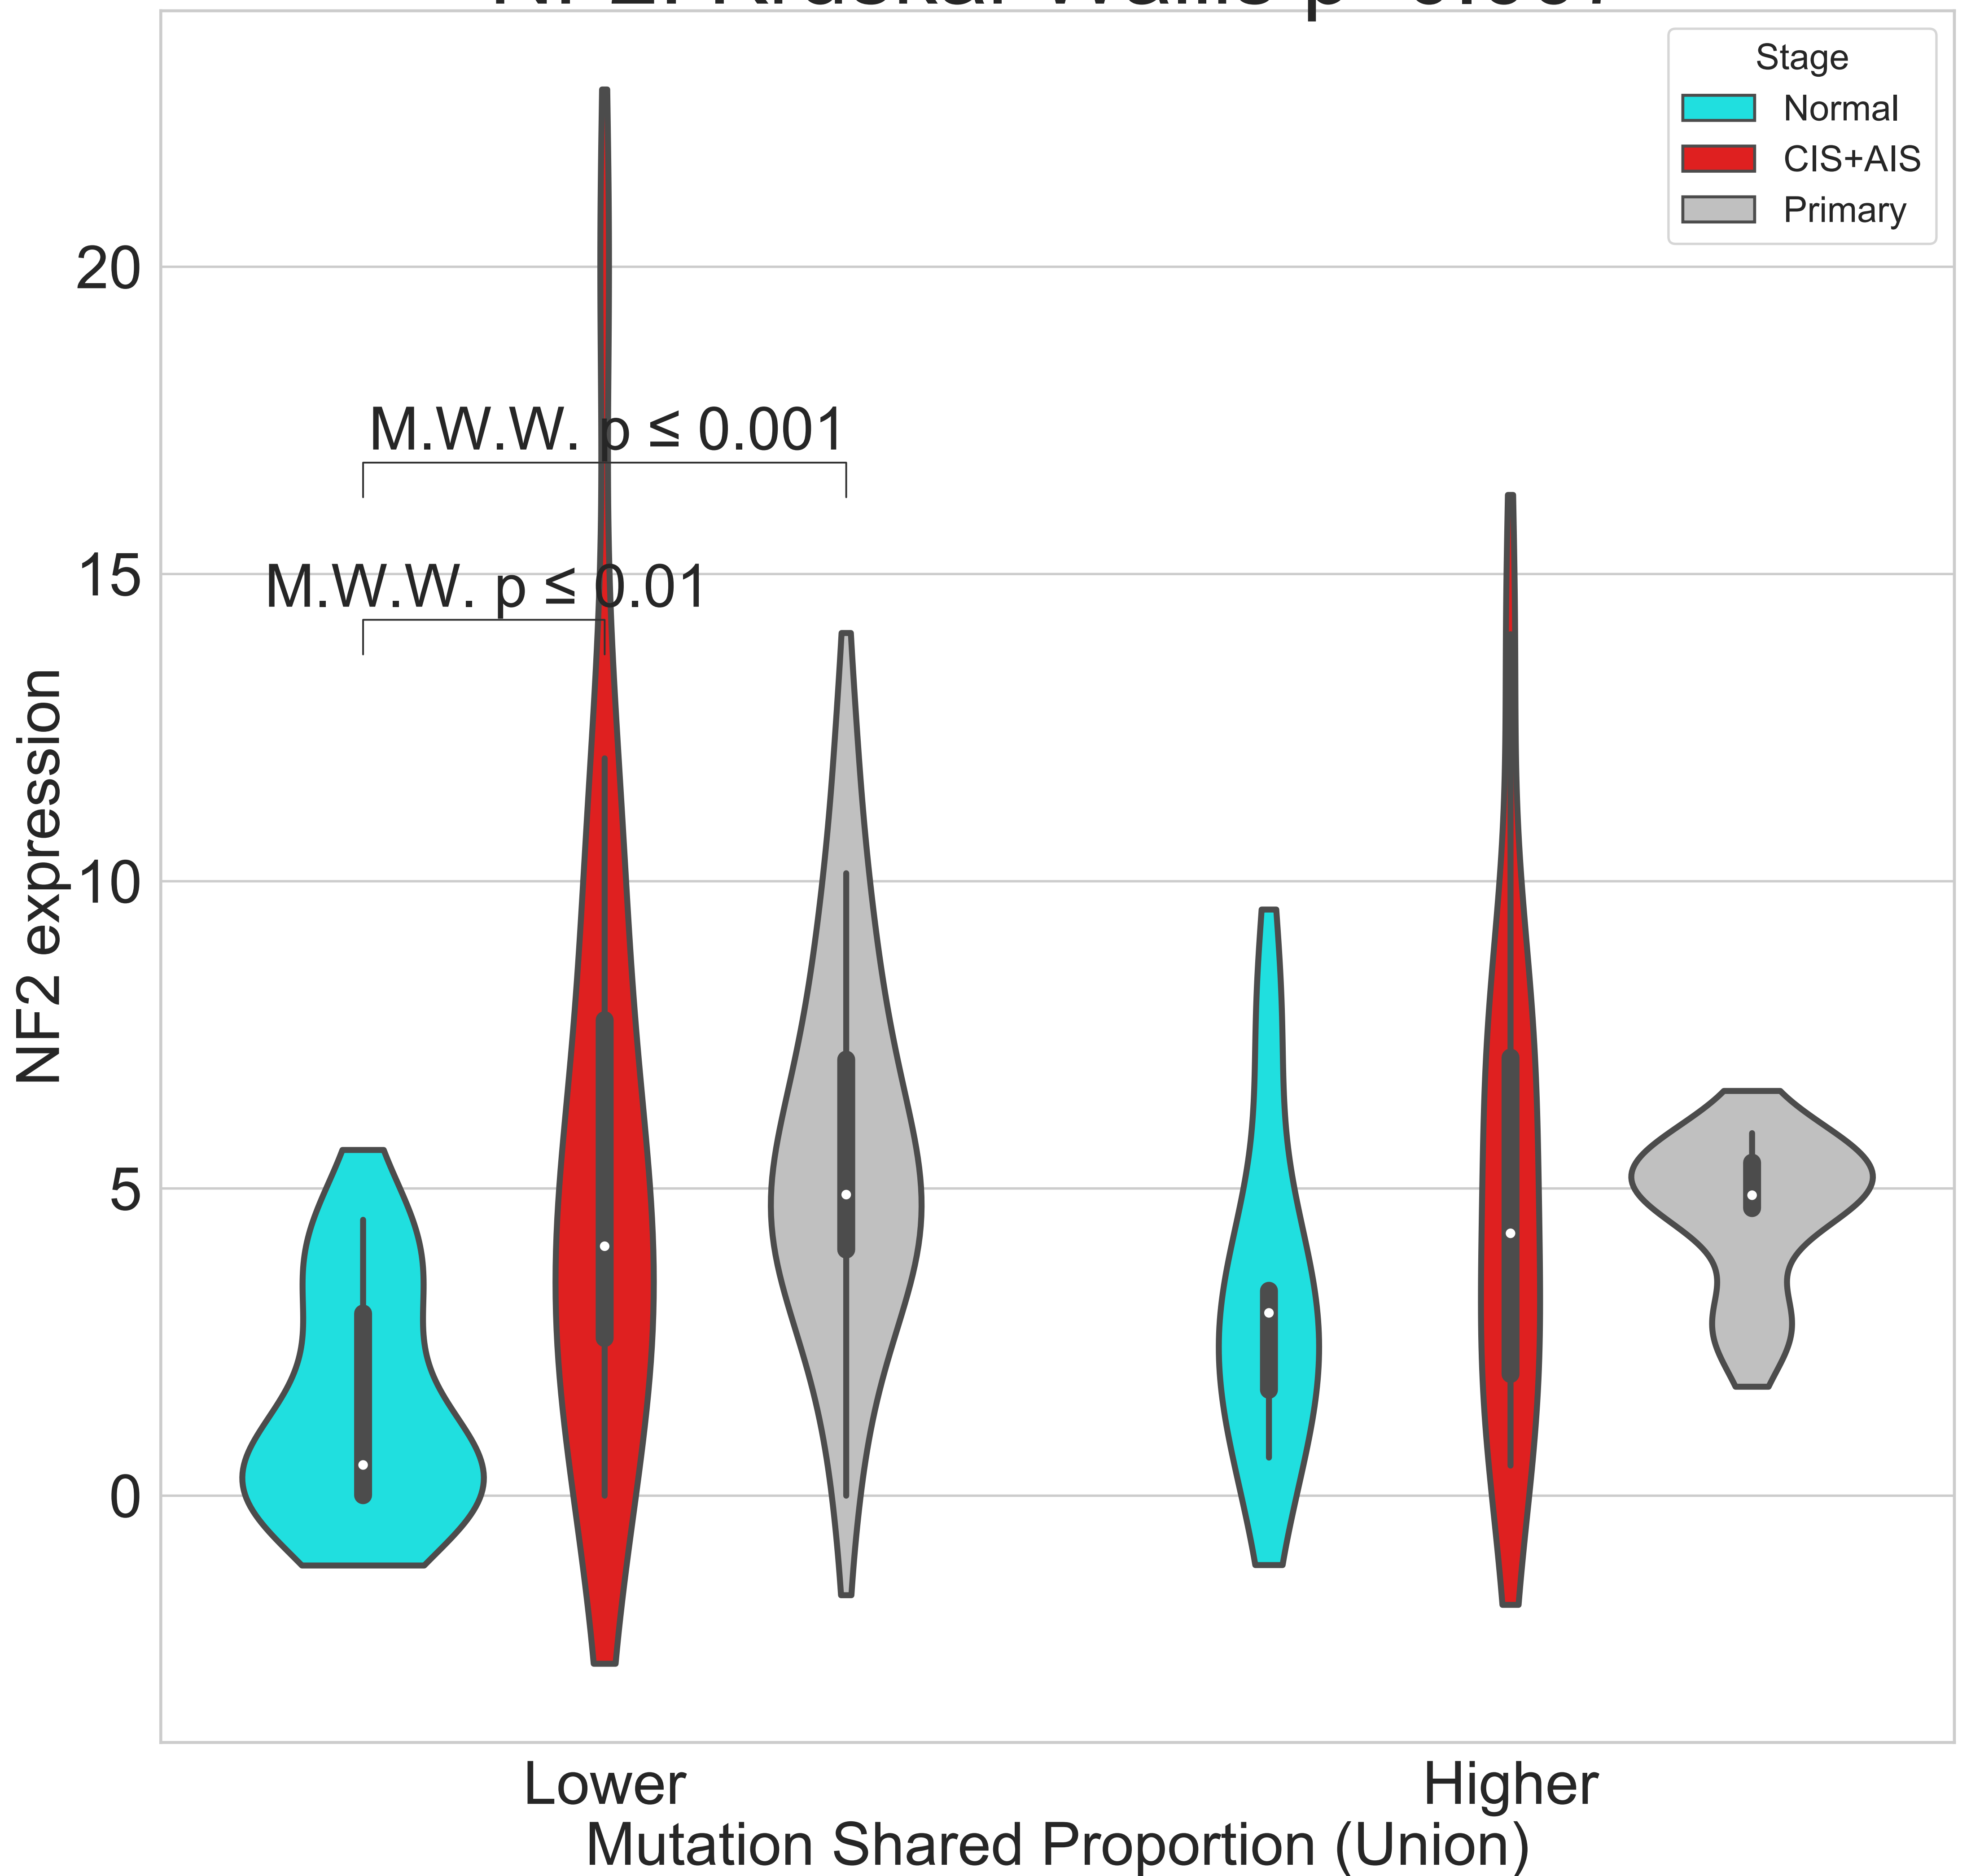 Stage
Normal
CIS+AIS
Primary
20
15
10
5
0
NF2 expression
M.W.W. p ≤ 0.001
M.W.W. p ≤ 0.01
Lower
Higher
Mutation Shared Proportion (Union)